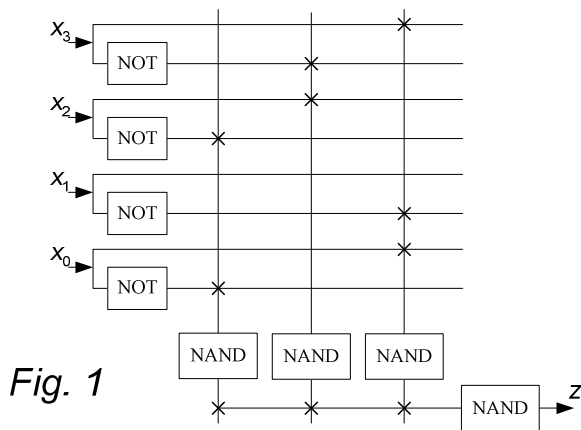 x3
NOT
x2
NOT
x1
NOT
x0
NOT
NAND NAND NAND
Fig. 1
NAND
z